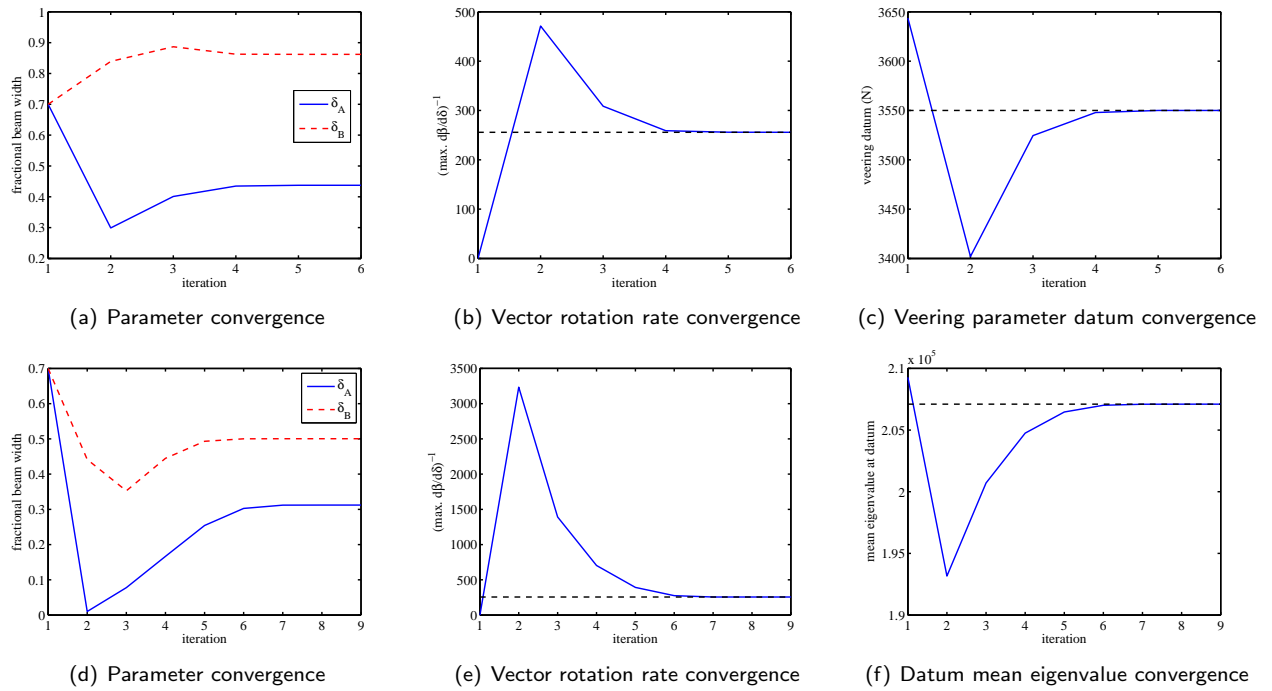 1
0.9
0.8
0.7
0.6
0.5
0.4
0.3
0.2
fractional beam width
1 2 3 4 5 6
iteration
δ_A
δ_B
(a) Parameter convergence
500
400
300
200
100
0
(max. dβ/dδ)⁻¹
1 2 3 4 5 6
iteration
(b) Vector rotation rate convergence
3650
3600
3550
3500
3450
3400
veering datum (N)
1 2 3 4 5 6
iteration
(c) Veering parameter datum convergence
0.7
0.6
0.5
0.4
0.3
0.2
0.1
0
fractional beam width
1 2 3 4 5 6 7 8 9
iteration
δ_A
δ_B
(d) Parameter convergence
3500
3000
2500
2000
1500
1000
500
0
(max. dβ/dδ)⁻¹
1 2 3 4 5 6 7 8 9
iteration
(e) Vector rotation rate convergence
x 10⁵
2.1
2.05
2
1.95
1.9
mean eigenvalue at datum
1 2 3 4 5 6 7 8 9
iteration
(f) Datum mean eigenvalue convergence